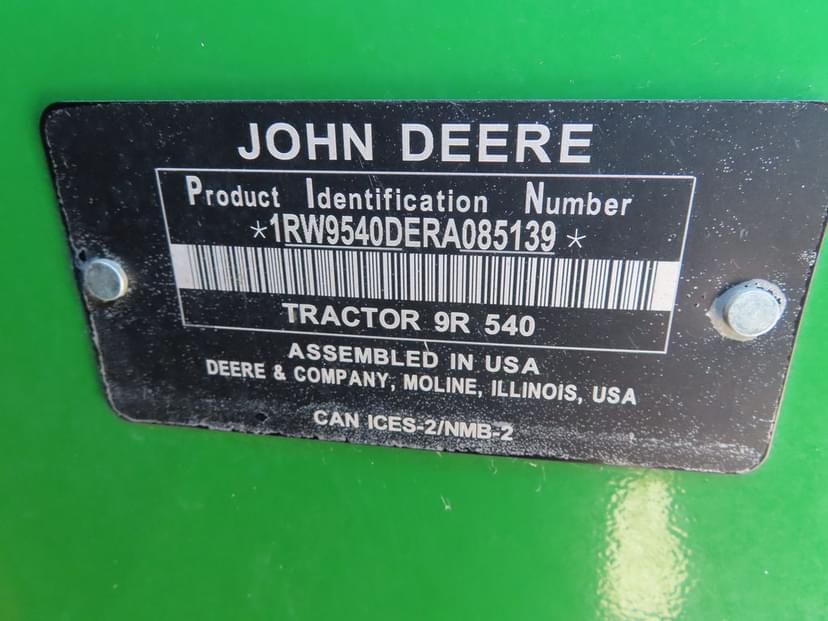 JOHN DEERE
Product Identification Number
*1RW9540DERA085139*
TRACTOR 9R 540
ASSEMBLED IN USA
DEERE & COMPANY, MOLINE, ILLINOIS, USA
CAN ICES-2/NMB-2